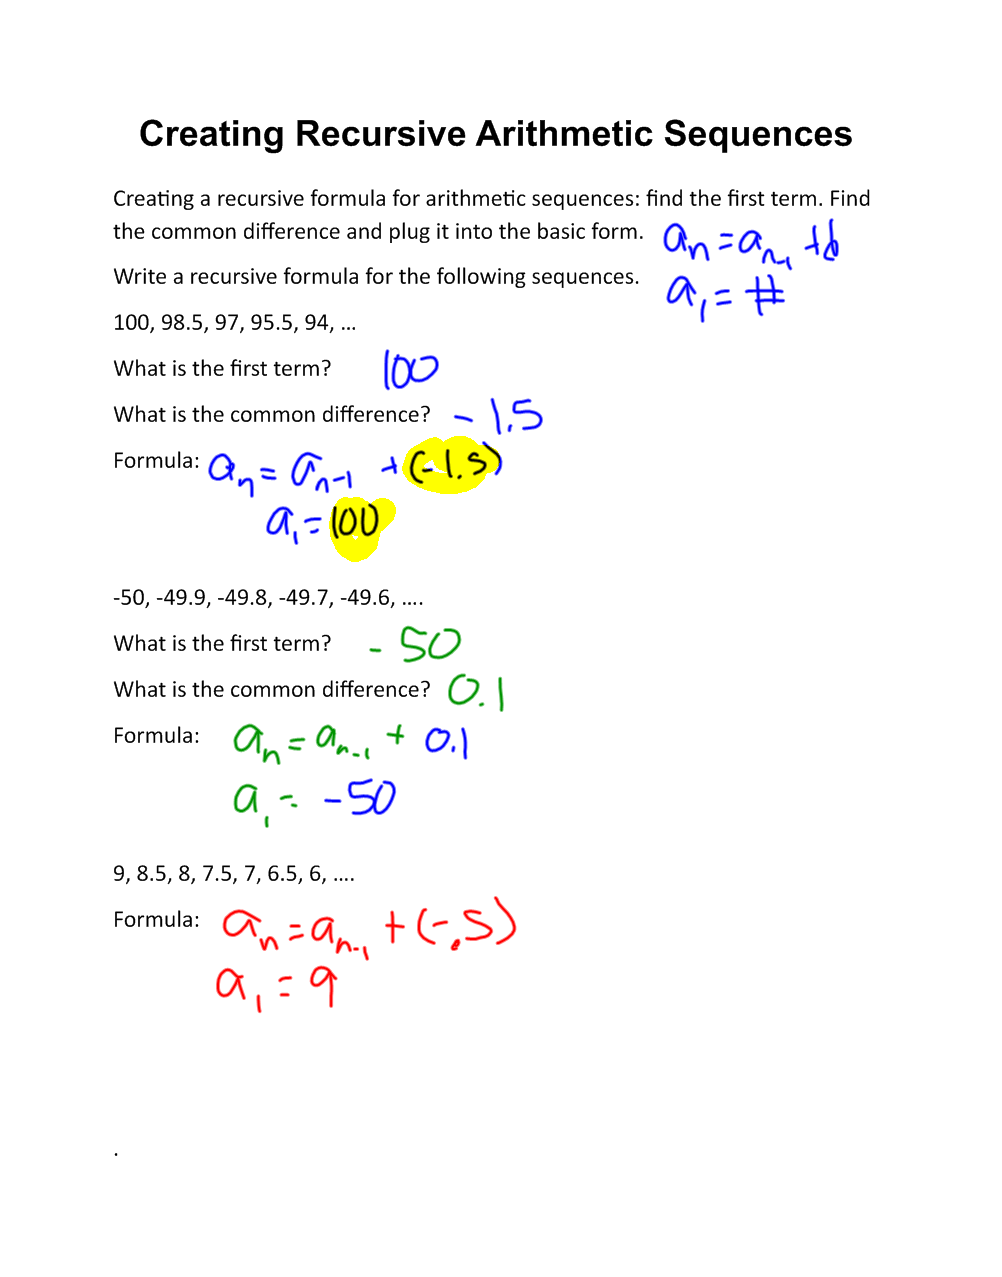 Creating Recursive Arithmetic Sequences
Creating a recursive formula for arithmetic sequences: find the first term. Find
the common difference and plug it into the basic form. aₙ = aₙ₋₁ + d
Write a recursive formula for the following sequences. a₁ = #
100, 98.5, 97, 95.5, 94, ...
What is the first term? 100
What is the common difference? - 1.5
Formula: aₙ = aₙ₋₁ + (-1.5)
a₁ = 100
-50, -49.9, -49.8, -49.7, -49.6, ....
What is the first term? - 50
What is the common difference? 0.1
Formula: aₙ = aₙ₋₁ + 0.1
a₁ = -50
9, 8.5, 8, 7.5, 7, 6.5, 6, ....
Formula: aₙ = aₙ₋₁ + (-.5)
a₁ = 9
.